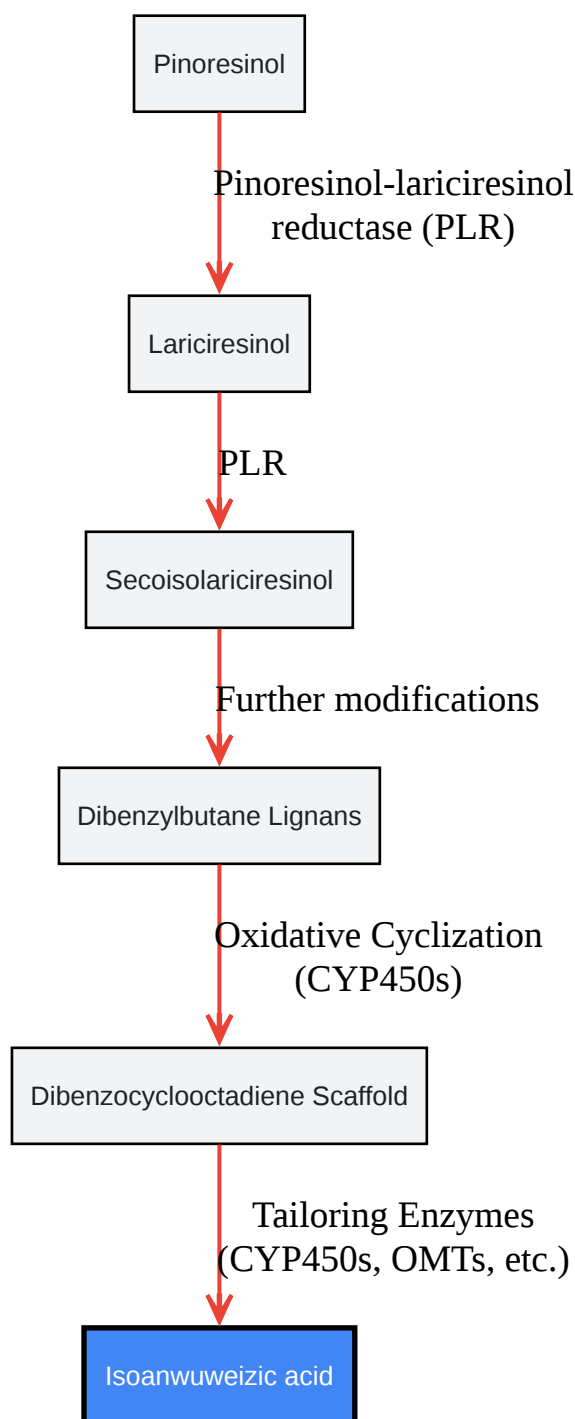 Pinoresinol
Pinoresinol-lariciresinol
reductase (PLR)
Lariciresinol
PLR
Secoisolariciresinol
Further modifications
Dibenzylbutane Lignans
Oxidative Cyclization
(CYP450s)
Dibenzocyclooctadiene Scaffold
Tailoring Enzymes
(CYP450s, OMTs, etc.)
Isoanwuweizic acid